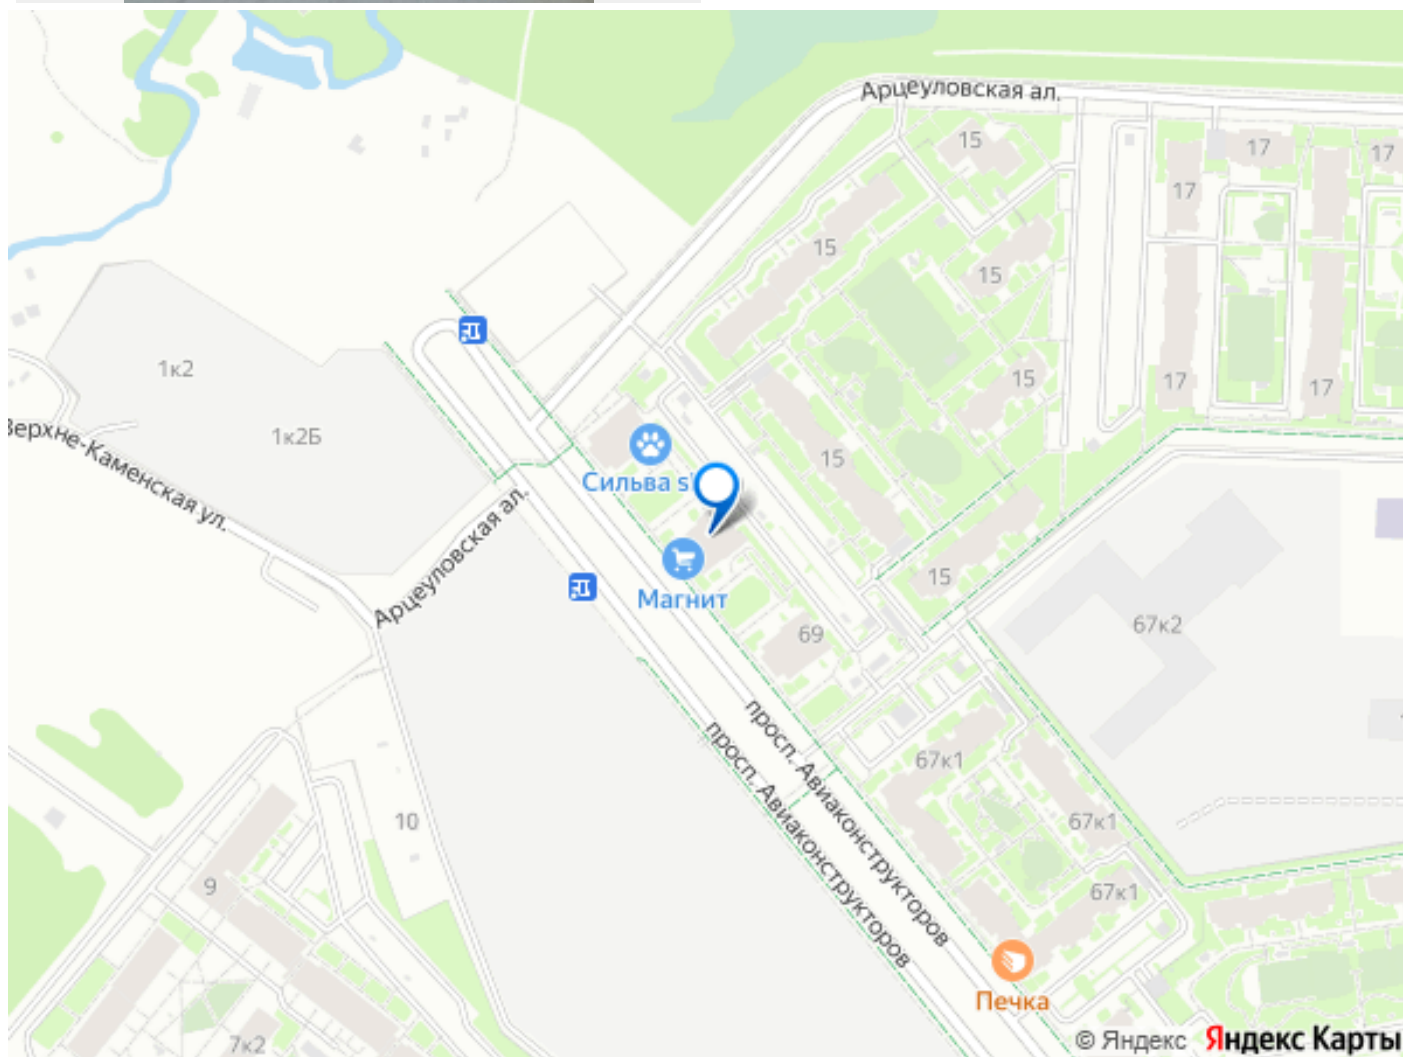 Арцеуловская ал.
15
17
17
17
15
15
1к2
15
17
17
1к2Б
Верхне-Каменская ул.
Сильва s
15
Арцеуловская ал.
15
Магнит
67к2
69
просп. Авиаконструкторов
просп. Авиаконструкторов
67к1
10
67к1
9
67к1
Печка
7к2
© Яндекс Яндекс Карты